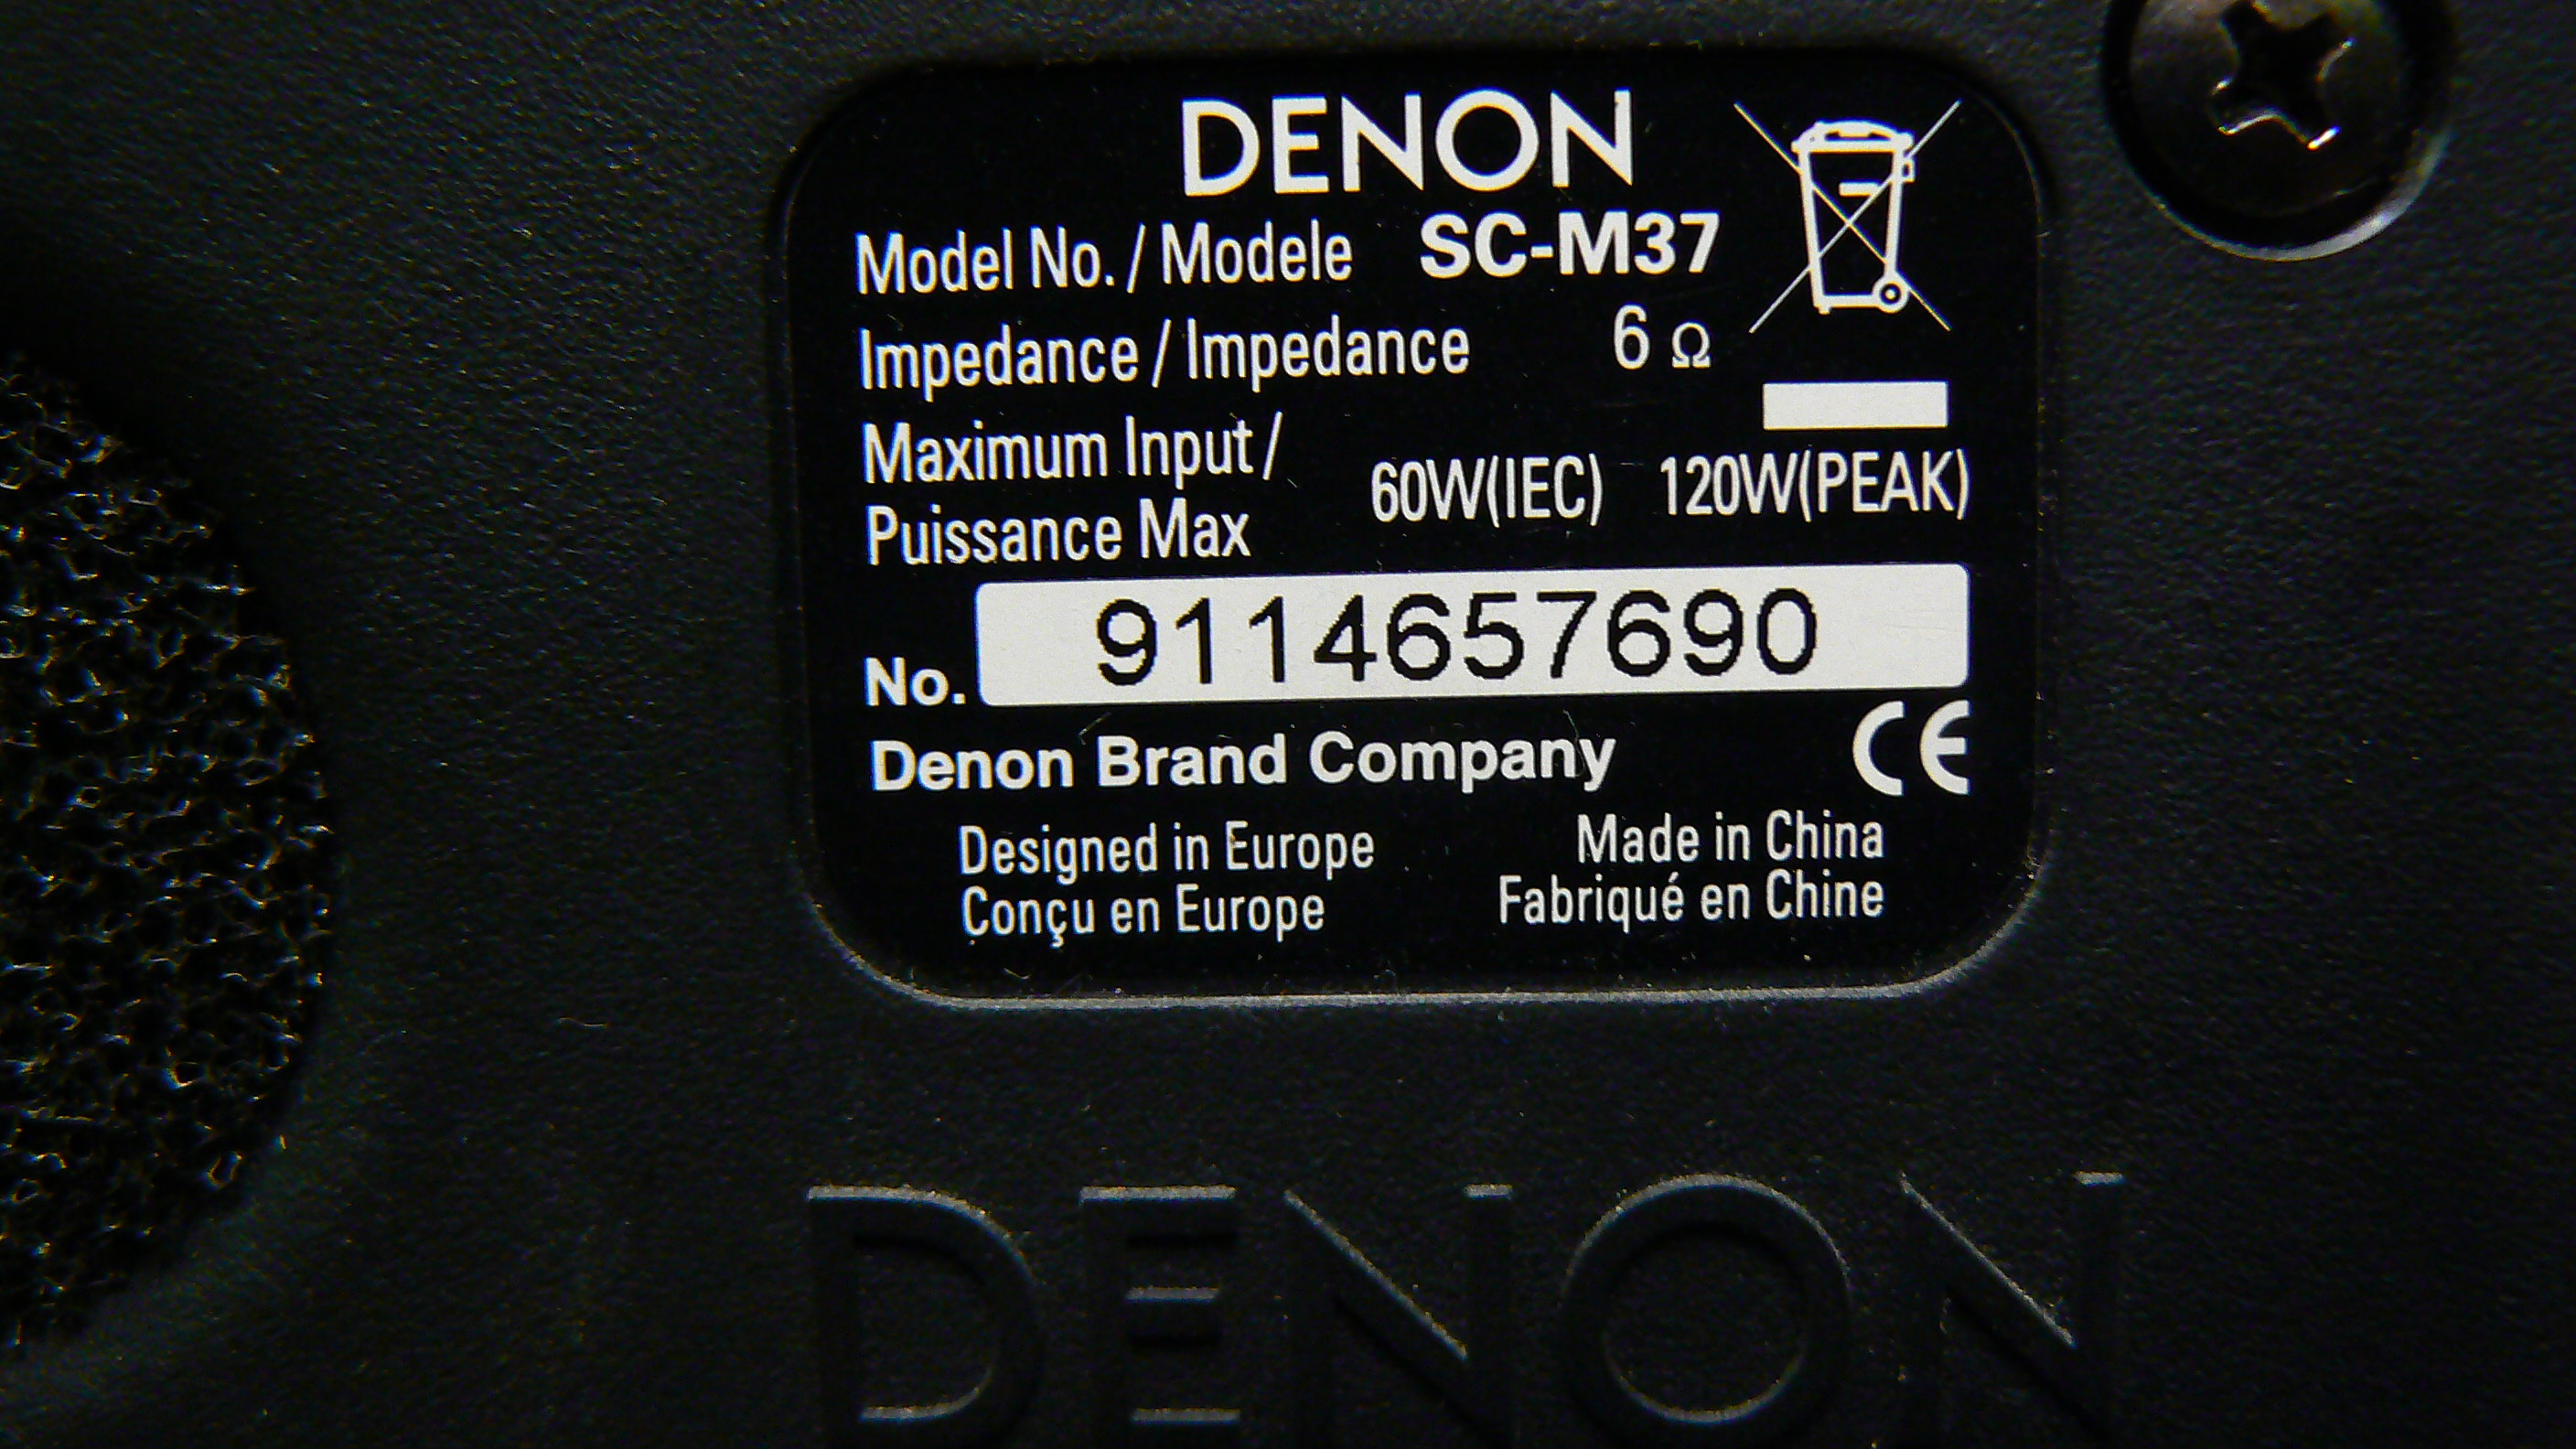 DENON
Model No. / Modele SC-M37
Impedance / Impedance 6 Ω
Maximum Input /
Puissance Max 60W(IEC) 120W(PEAK)
No. 9114657690
Denon Brand Company CE
Designed in Europe Made in China
Conçu en Europe Fabriqué en Chine
DENON